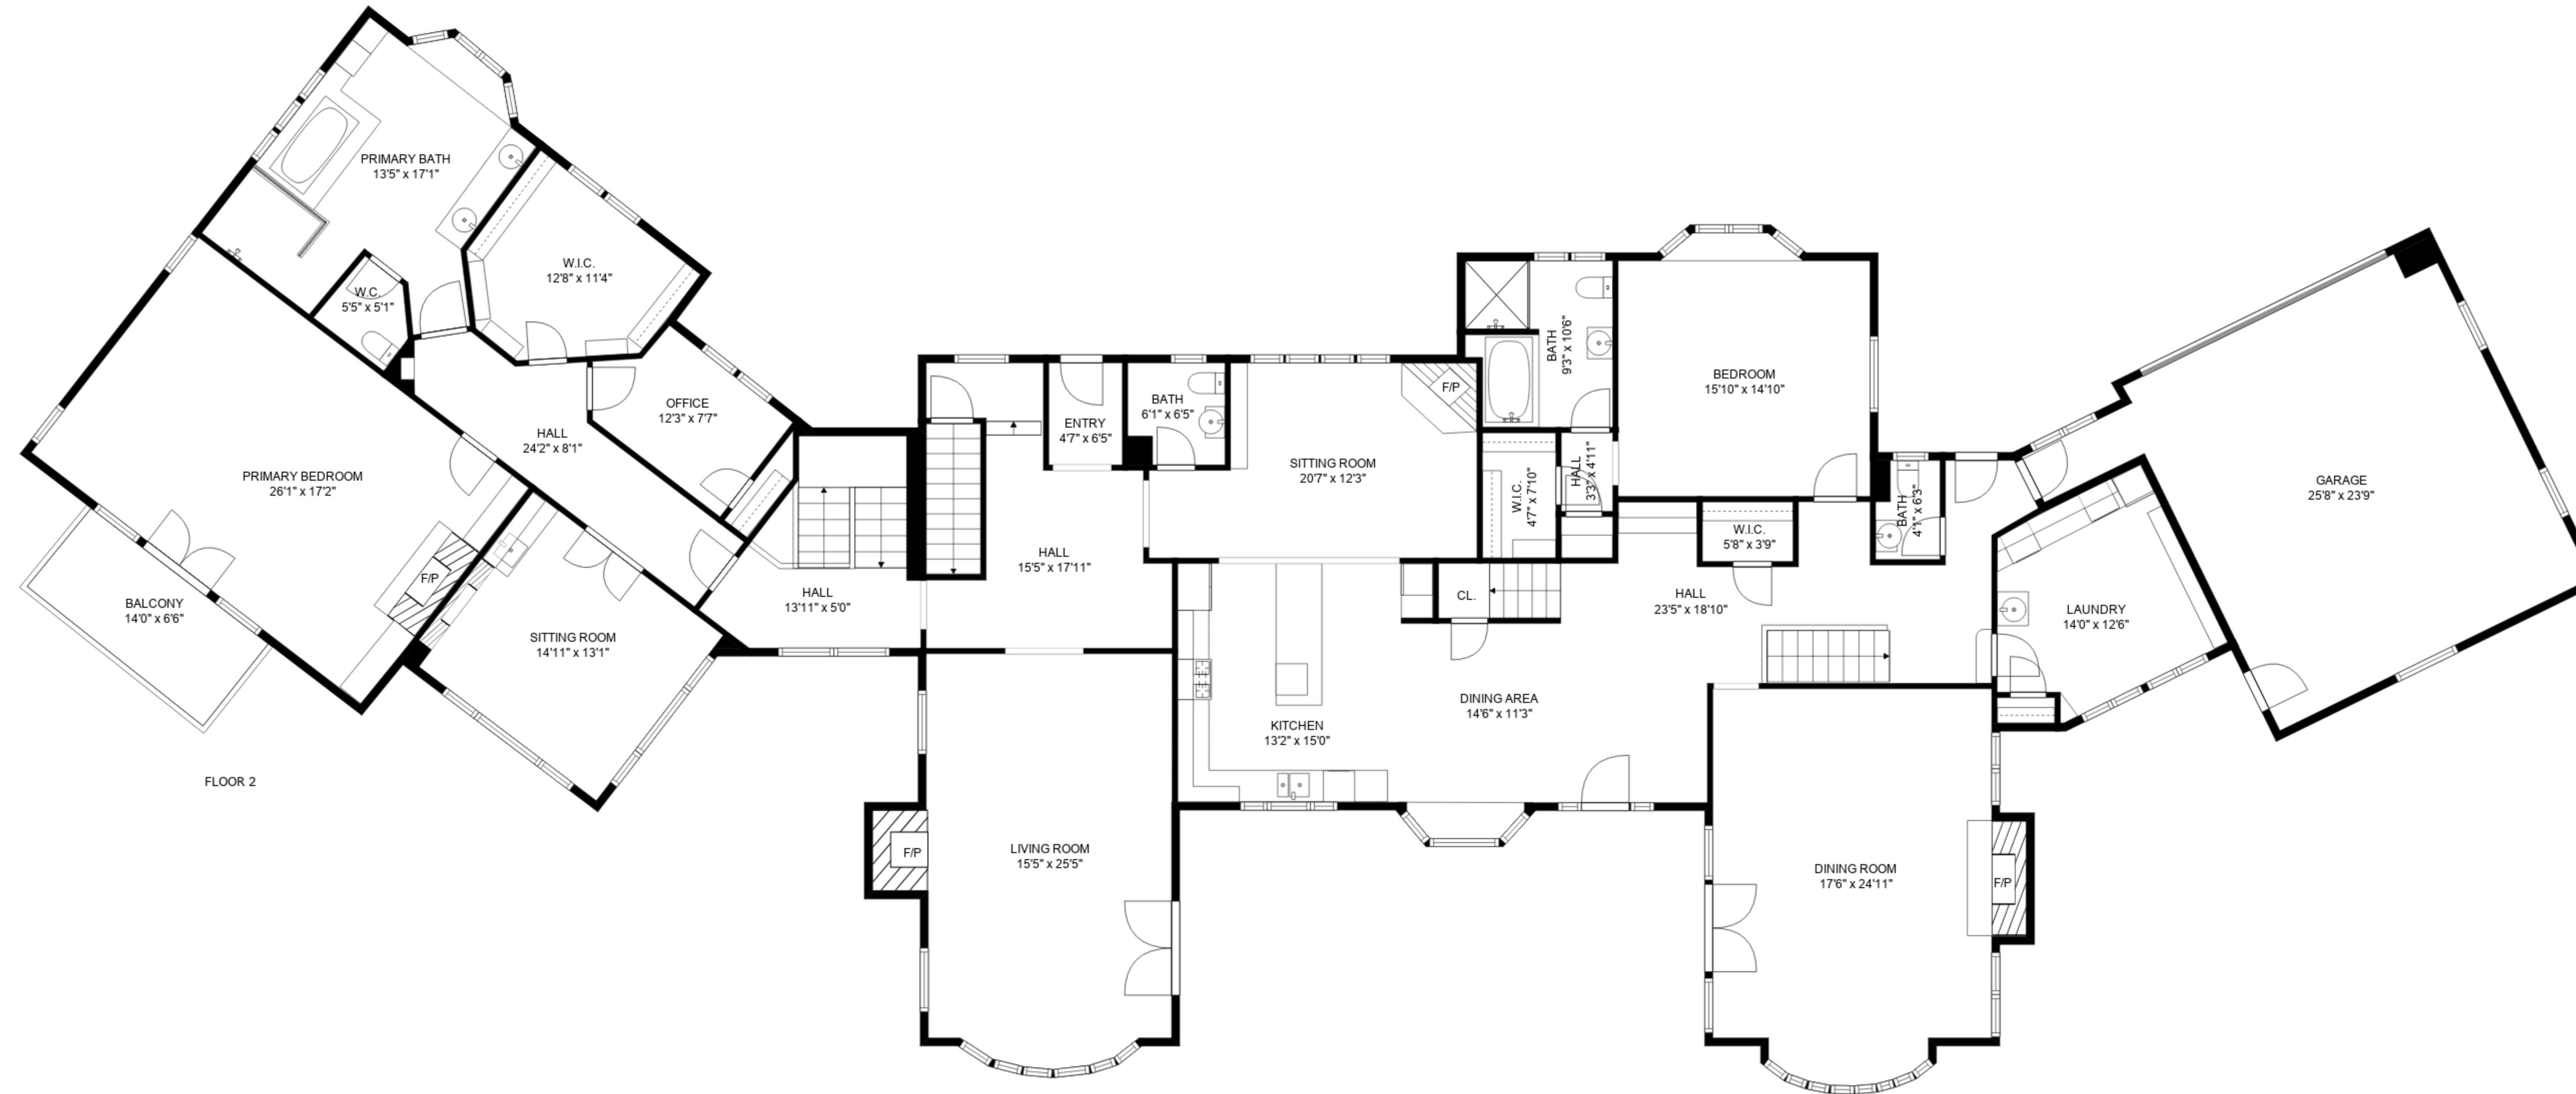 PRIMARY BATH
13'5" x 17'1"
W.I.C.
12'8" x 11'4"
W.C.
5'5" x 5'1"
OFFICE
12'3" x 7'7"
HALL
24'2" x 8'1"
PRIMARY BEDROOM
26'1" x 17'2"
F/P
BALCONY
14'0" x 6'6"
SITTING ROOM
14'11" x 13'1"
HALL
13'11" x 5'0"
FLOOR 2
ENTRY
4'7" x 6'5"
BATH
6'1" x 6'5"
HALL
15'5" x 17'11"
SITTING ROOM
20'7" x 12'3"
F/P
BATH
9'3" x 10'6"
W.I.C.
4'7" x 7'10"
HALL
3'3" x 4'11"
BEDROOM
15'10" x 14'10"
W.I.C.
5'8" x 3'9"
BATH
4'1" x 6'3"
CL.
HALL
23'5" x 18'10"
GARAGE
25'8" x 23'9"
LAUNDRY
14'0" x 12'6"
KITCHEN
13'2" x 15'0"
DINING AREA
14'6" x 11'3"
F/P
LIVING ROOM
15'5" x 25'5"
DINING ROOM
17'6" x 24'11"
F/P